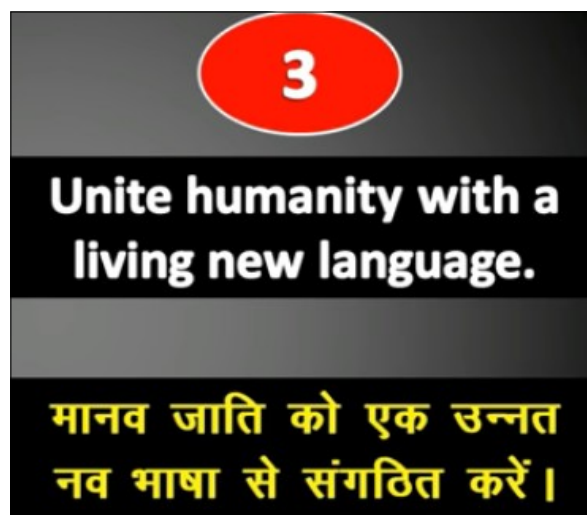 3
Unite humanity with a
living new language.
मानव जाति को एक उन्नत
नव भाषा से संगठित करें।